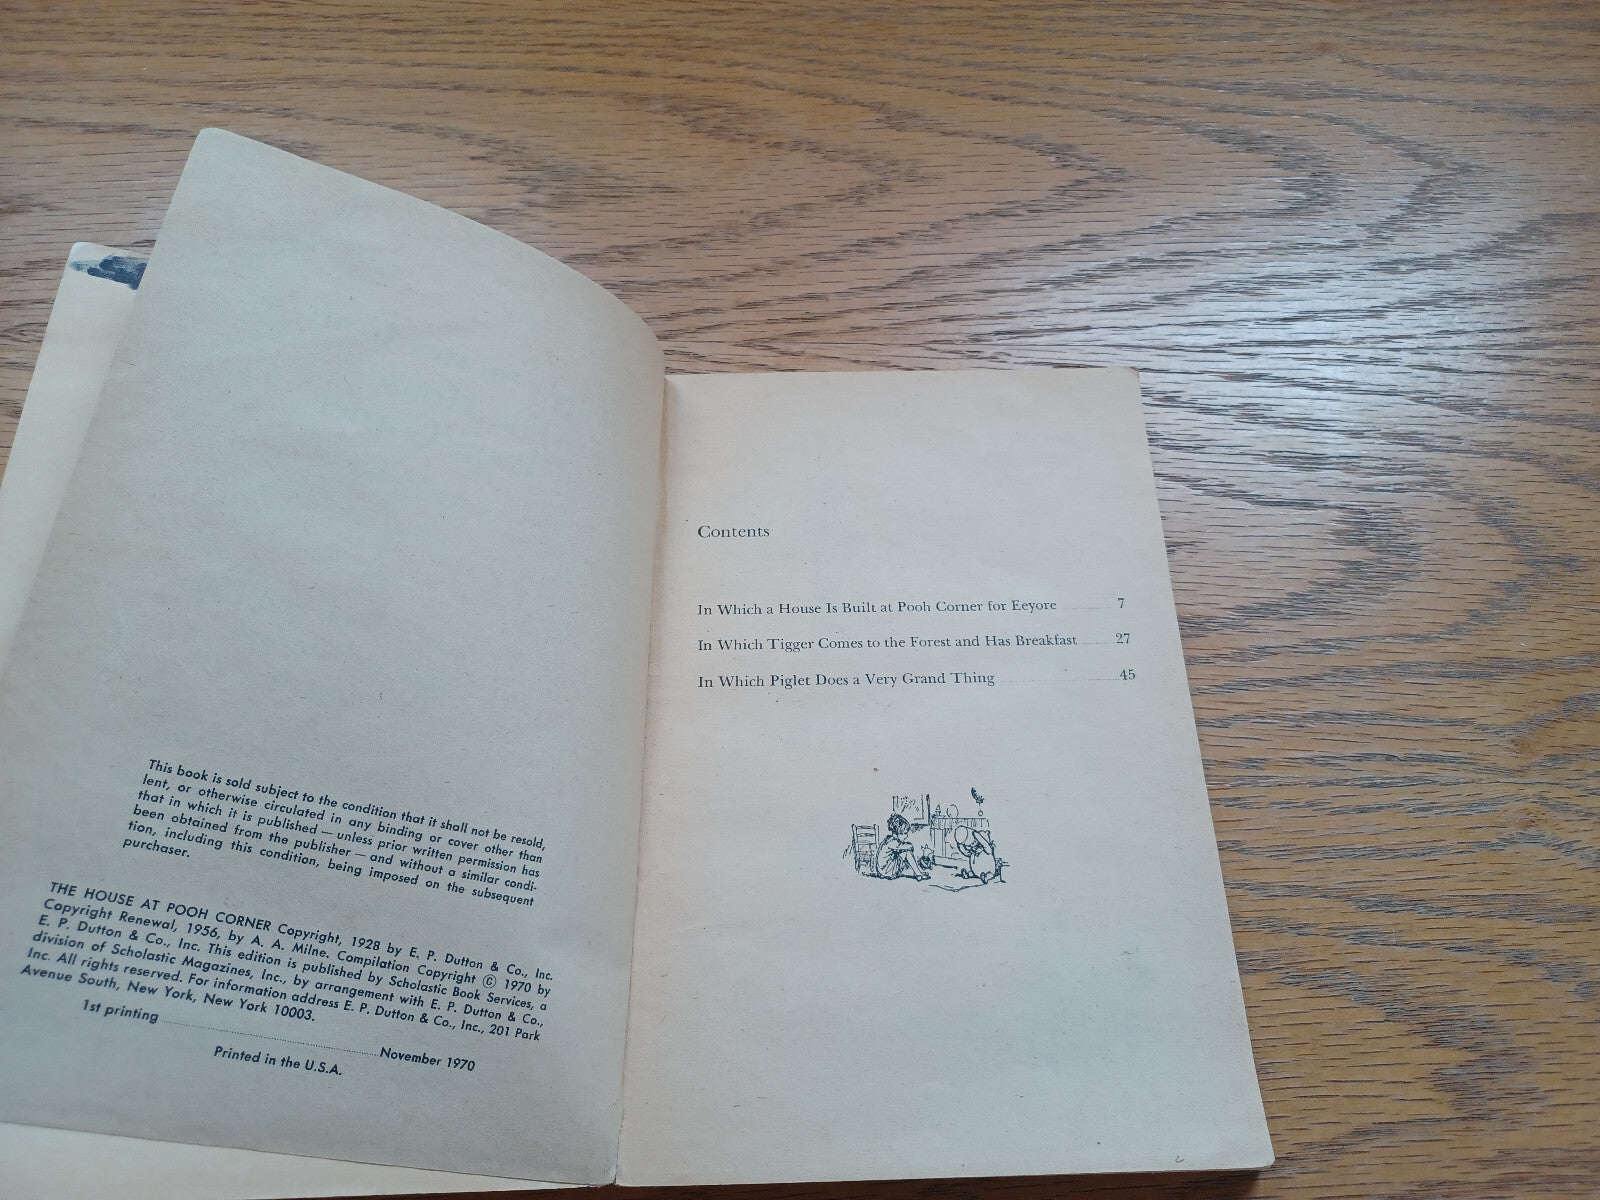 This book is sold subject to the condition that it shall not be resold,
lent, or otherwise circulated in any binding or cover other than
that in which it is published — unless prior written permission has
been obtained from the publisher — and without a similar condi-
tion, including this condition, being imposed on the subsequent
purchaser.
THE HOUSE AT POOH CORNER Copyright, 1928 by E. P. Dutton & Co., Inc.
Copyright Renewal, 1956, by A. A. Milne. Compilation Copyright © 1970 by
E. P. Dutton & Co., Inc. This edition is published by Scholastic Book Services, a
division of Scholastic Magazines, Inc., by arrangement with E. P. Dutton & Co.,
Inc. All rights reserved. For information address E. P. Dutton & Co., Inc., 201 Park
Avenue South, New York, New York 10003.
1st printing ........................ November 1970
Printed in the U.S.A.
Contents
In Which a House Is Built at Pooh Corner for Eeyore ............ 7
In Which Tigger Comes to the Forest and Has Breakfast ........ 27
In Which Piglet Does a Very Grand Thing ........................ 45